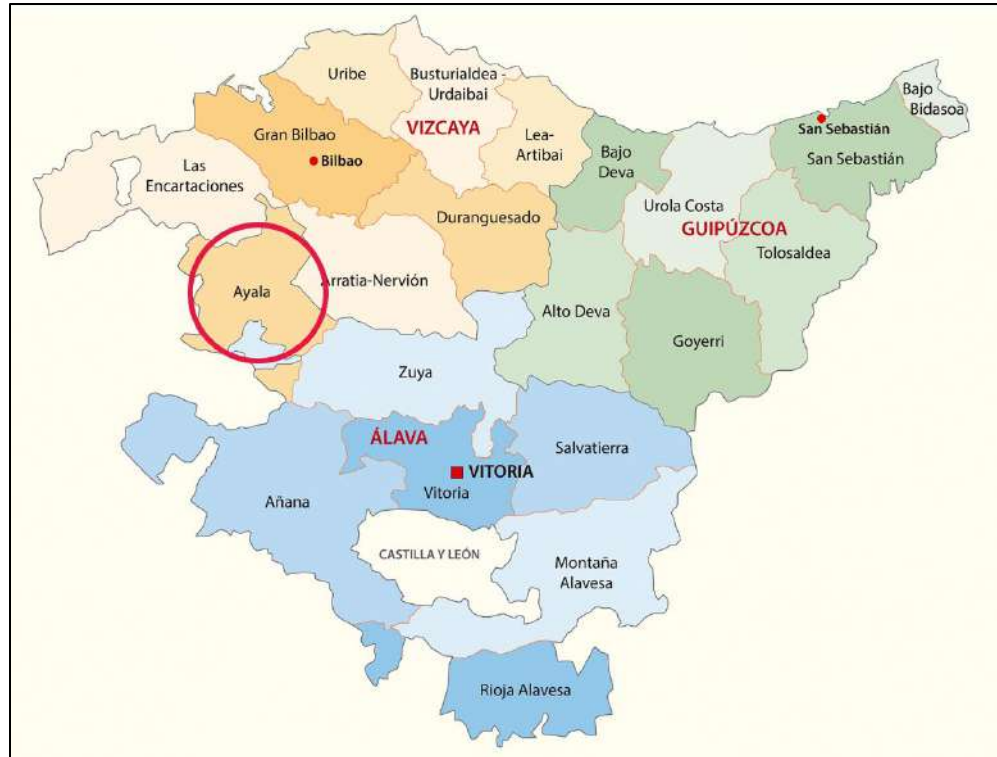 Uribe
Busturialdea -
Urdaibai
VIZCAYA
Gran Bilbao
Bilbao
Lea-
Artibai
Las
Encartaciones
Duranguesado
Arratia-Nervión
Ayala
Bajo
Deva
Urola Costa
GUIPÚZCOA
San Sebastián
San Sebastián
Bajo
Bidasoa
Tolosaldea
Alto Deva
Goyerri
Zuya
ÁLAVA
VITORIA
Vitoria
Salvatierra
Añana
CASTILLA Y LEÓN
Montaña
Alavesa
Rioja Alavesa